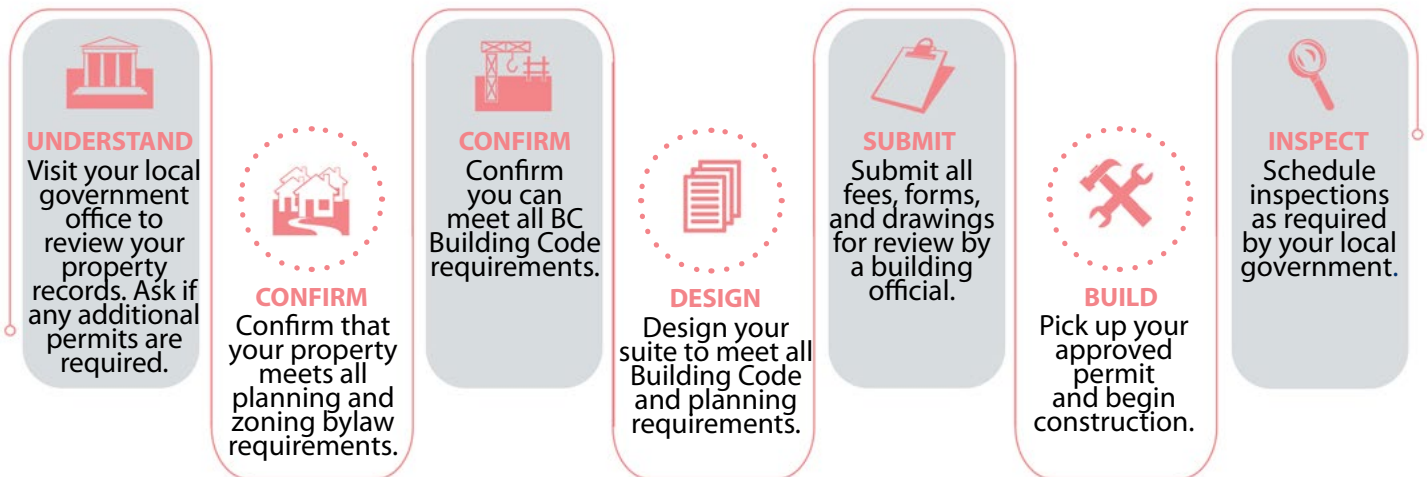 UNDERSTAND
Visit your local
government
office to
review your
property
records. Ask if
any additional
permits are
required.
CONFIRM
Confirm that
your property
meets all
planning and
zoning bylaw
requirements.
CONFIRM
Confirm
you can
meet all BC
Building Code
requirements.
DESIGN
Design your
suite to meet all
Building Code
and planning
requirements.
SUBMIT
Submit all
fees, forms,
and drawings
for review by
a building
official.
BUILD
Pick up your
approved
permit
and begin
construction.
INSPECT
Schedule
inspections
as required
by your local
government.